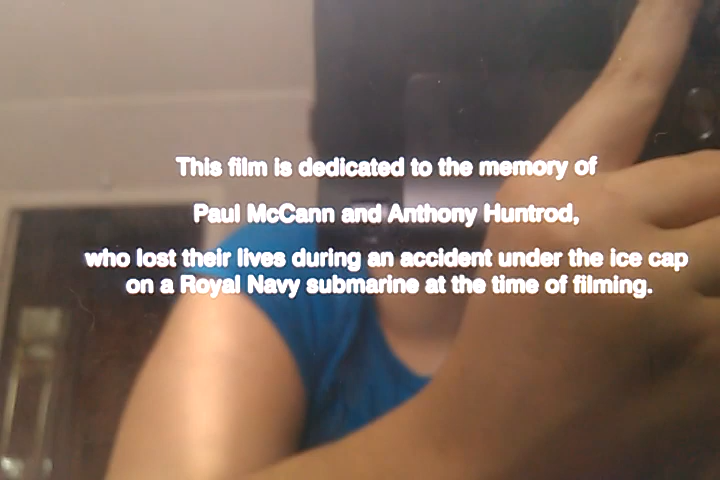 This film is dedicated to the memory of
Paul McCann and Anthony Huntrod,
who lost their lives during an accident under the ice cap
on a Royal Navy submarine at the time of filming.